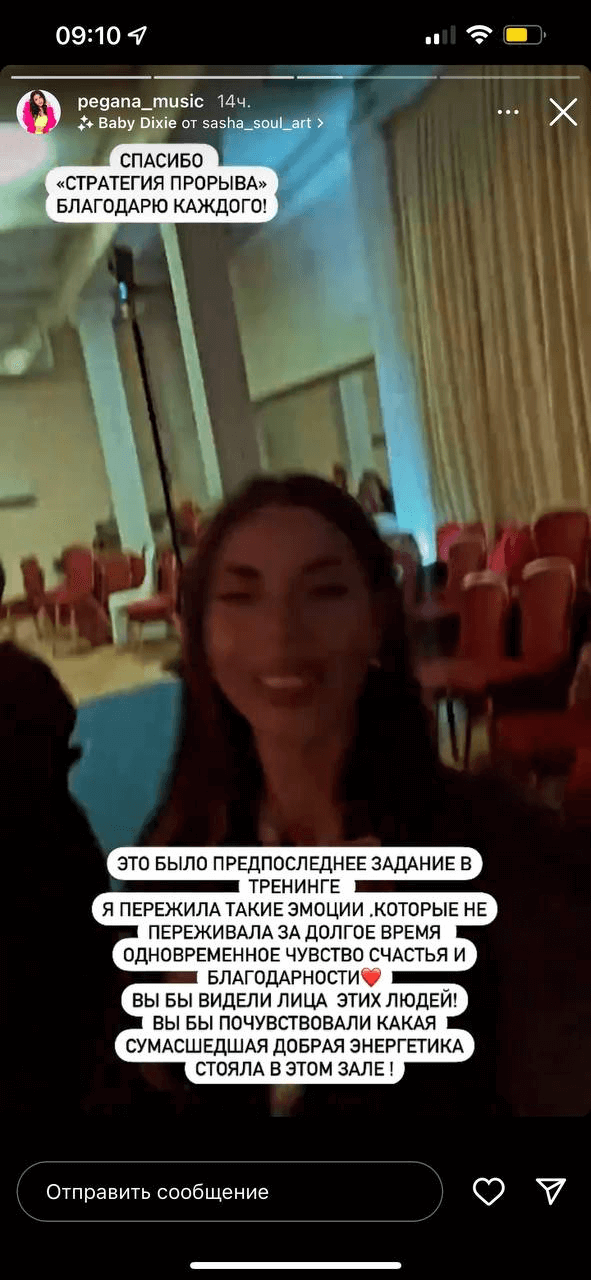 09:10
pegana_music 14ч.
Baby Dixie от sasha_soul_art >
СПАСИБО
«СТРАТЕГИЯ ПРОРЫВА»
БЛАГОДАРЮ КАЖДОГО!
ЭТО БЫЛО ПРЕДПОСЛЕДНЕЕ ЗАДАНИЕ В
ТРЕНИНГЕ
Я ПЕРЕЖИЛА ТАКИЕ ЭМОЦИИ ,КОТОРЫЕ НЕ
ПЕРЕЖИВАЛА ЗА ДОЛГОЕ ВРЕМЯ
ОДНОВРЕМЕННОЕ ЧУВСТВО СЧАСТЬЯ И
БЛАГОДАРНОСТИ❤️
ВЫ БЫ ВИДЕЛИ ЛИЦА ЭТИХ ЛЮДЕЙ!
ВЫ БЫ ПОЧУВСТВОВАЛИ КАКАЯ
СУМАСШЕДШАЯ ДОБРАЯ ЭНЕРГЕТИКА
СТОЯЛА В ЭТОМ ЗАЛЕ !
Отправить сообщение